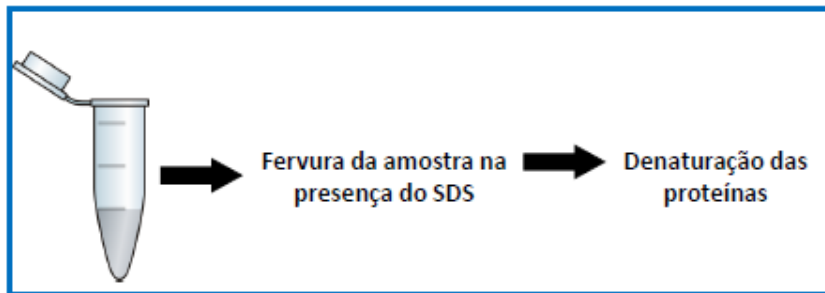 Fervura da amostra na
presença do SDS
Denaturação das
proteínas